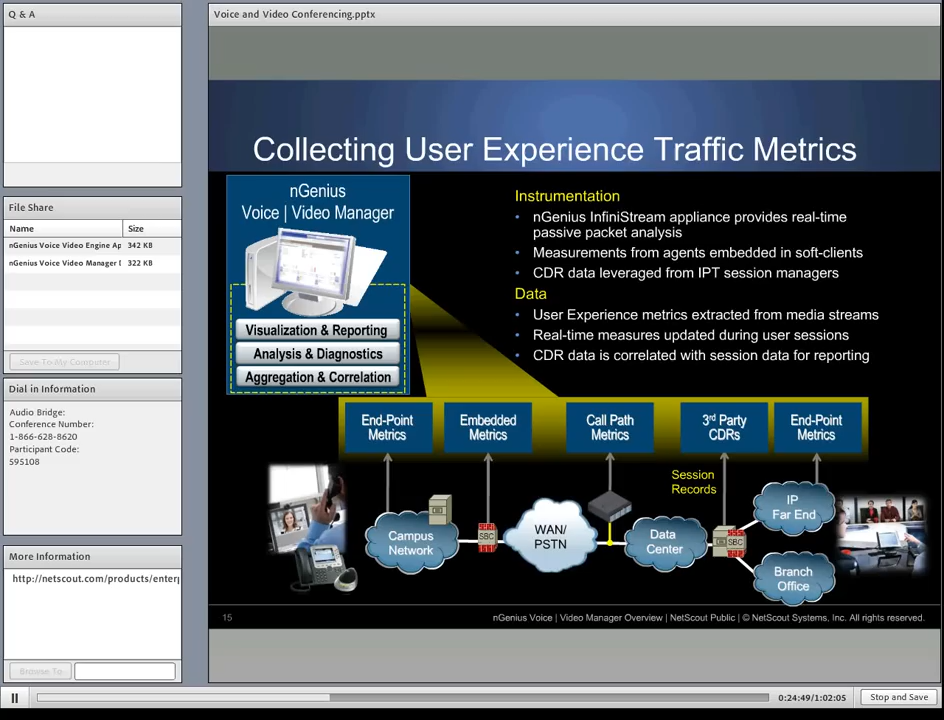 Q & A
Voice and Video Conferencing.pptx
File Share
Name Size
nGenius Voice Video Engine Ap 342 KB
nGenius Voice Video Manager 322 KB
Save To My Computer
Dial in Information
Audio Bridge:
Conference Number:
1-866-628-8620
Participant Code:
595108
More Information
http://netscout.com/products/enterp
Browse To
Collecting User Experience Traffic Metrics
nGenius
Voice | Video Manager
Visualization & Reporting
Analysis & Diagnostics
Aggregation & Correlation
Instrumentation
• nGenius InfiniStream appliance provides real-time
passive packet analysis
• Measurements from agents embedded in soft-clients
• CDR data leveraged from IPT session managers
Data
• User Experience metrics extracted from media streams
• Real-time measures updated during user sessions
• CDR data is correlated with session data for reporting
End-Point
Metrics
Embedded
Metrics
Call Path
Metrics
3rd Party
CDRs
End-Point
Metrics
Session
Records
Campus
Network
SBC
WAN/
PSTN
Data
Center
SBC
IP
Far End
Branch
Office
15
nGenius Voice | Video Manager Overview | NetScout Public | © NetScout Systems, Inc. All rights reserved.
0:24:49/1:02:05
Stop and Save